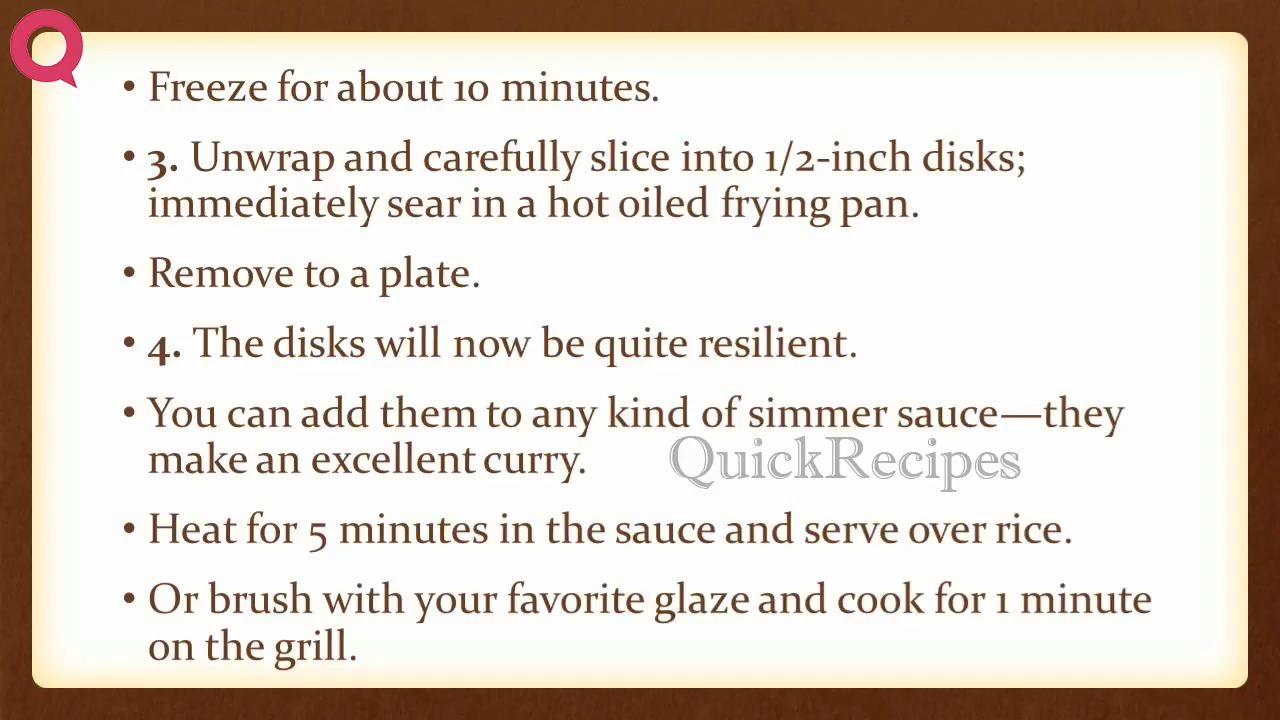 • Freeze for about 10 minutes.
• 3. Unwrap and carefully slice into 1/2-inch disks;
immediately sear in a hot oiled frying pan.
• Remove to a plate.
• 4. The disks will now be quite resilient.
• You can add them to any kind of simmer sauce—they
make an excellent curry.
QuickRecipes
• Heat for 5 minutes in the sauce and serve over rice.
• Or brush with your favorite glaze and cook for 1 minute
on the grill.